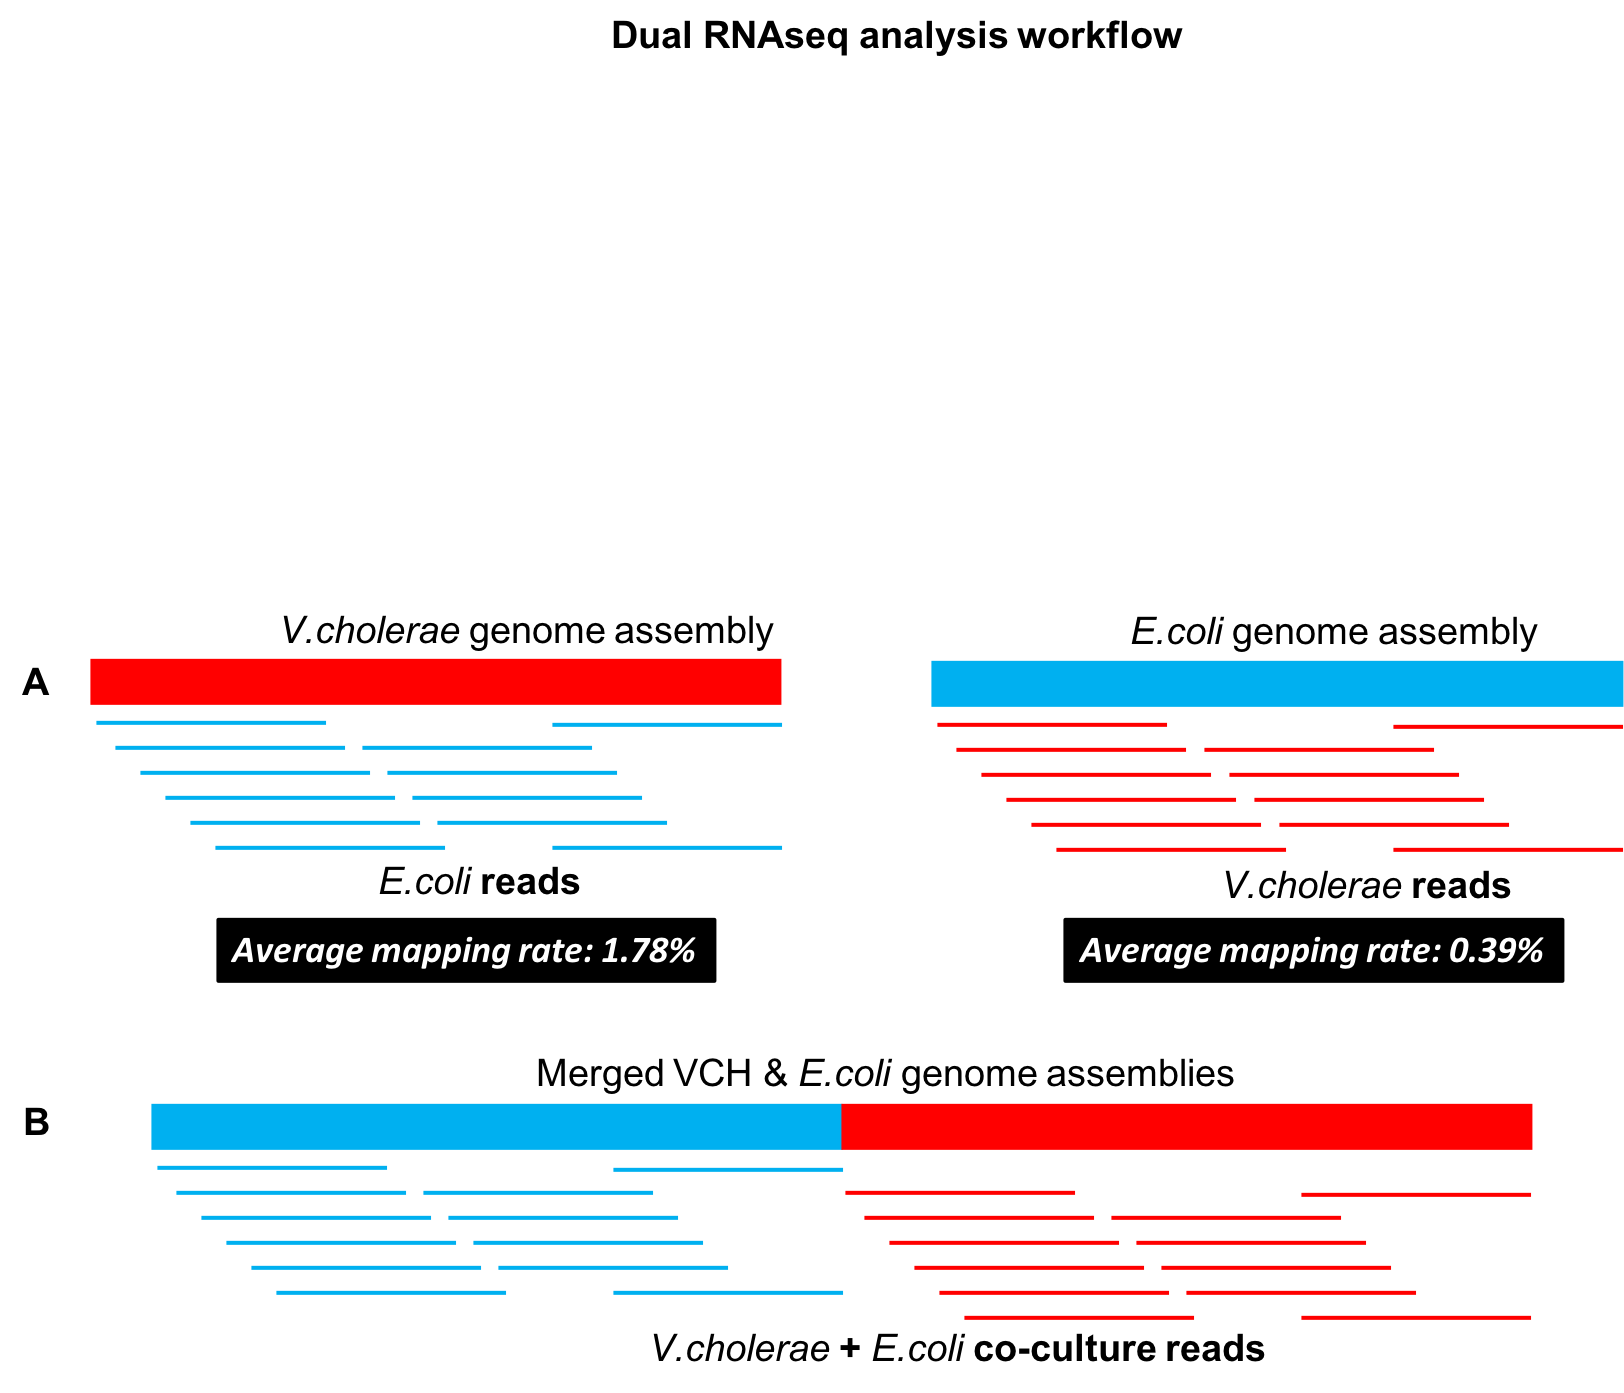 Dual RNAseq analysis workflow
V.cholerae genome assembly
E.coli genome assembly
A
E.coli reads
V.cholerae reads
Average mapping rate: 1.78%
Average mapping rate: 0.39%
Merged VCH & E.coli genome assemblies
B
V.cholerae + E.coli co-culture reads